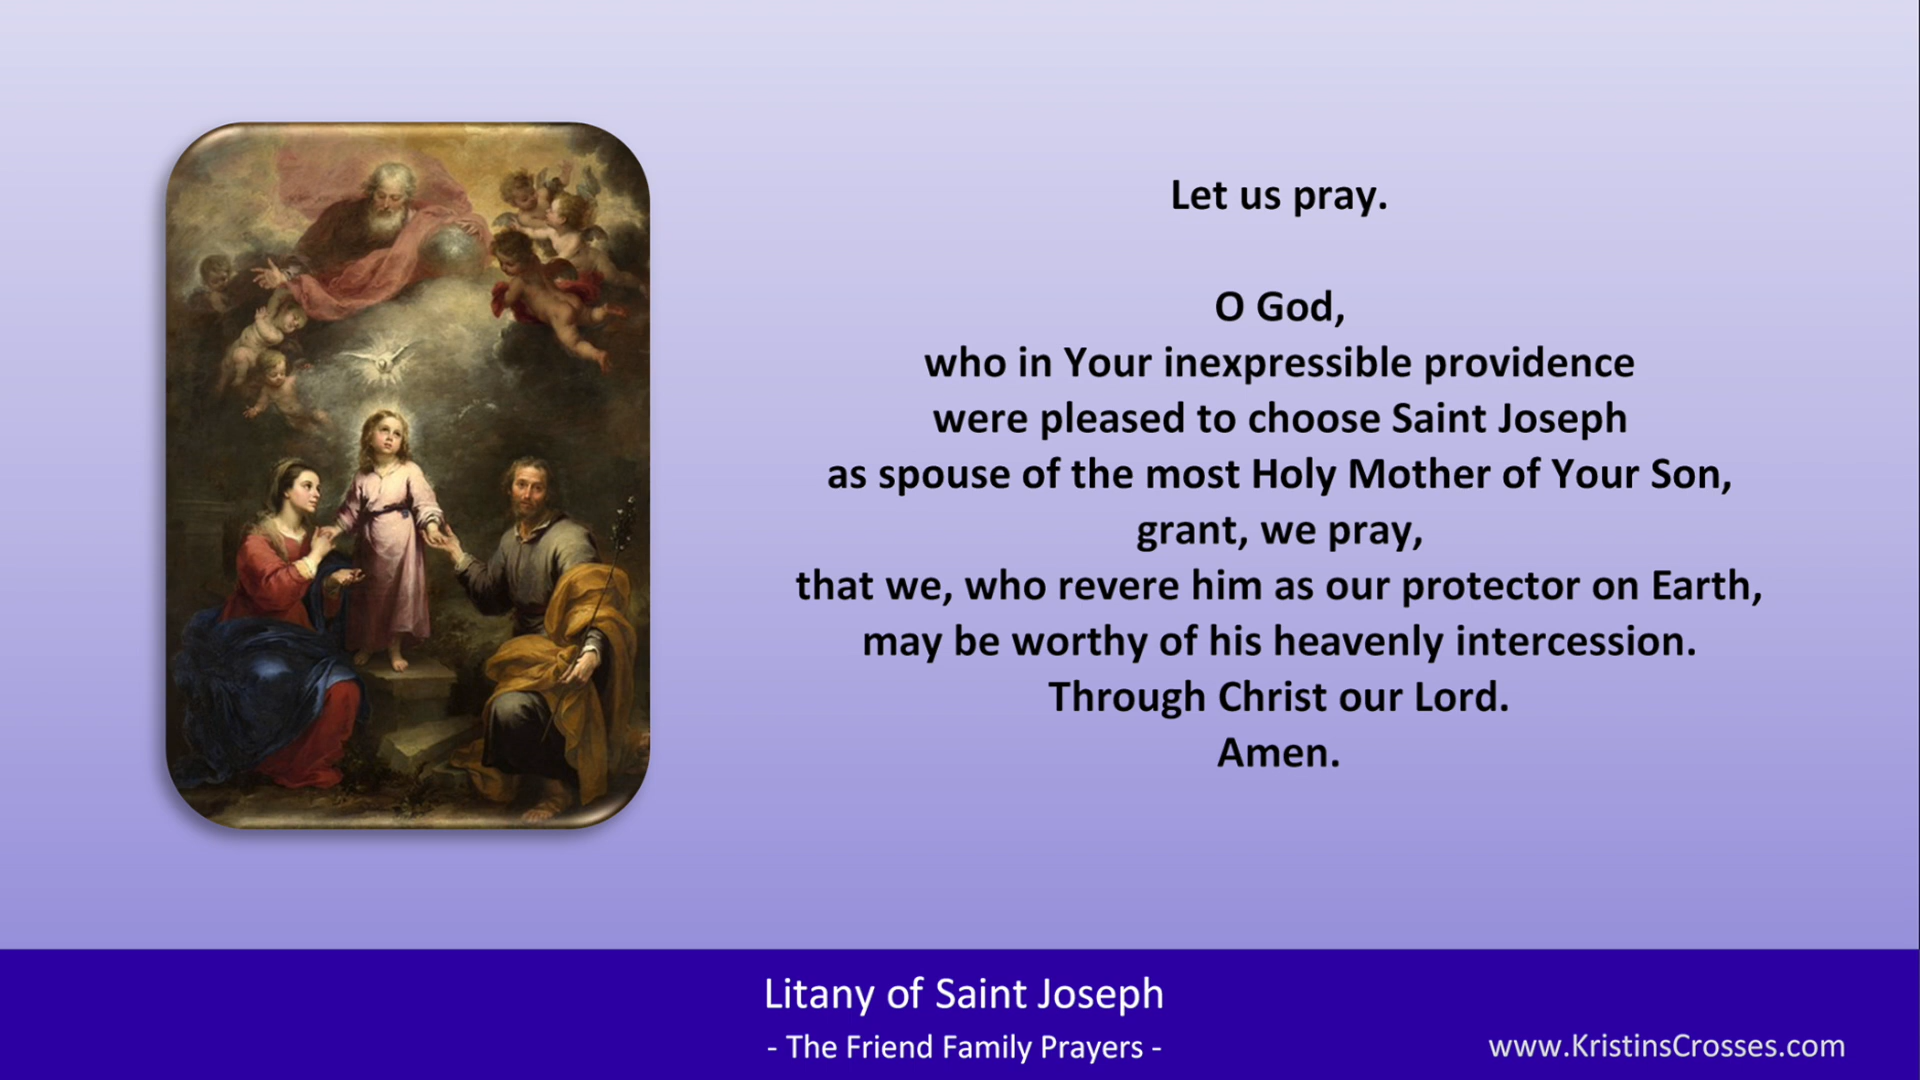 Let us pray.
O God,
who in Your inexpressible providence
were pleased to choose Saint Joseph
as spouse of the most Holy Mother of Your Son,
grant, we pray,
that we, who revere him as our protector on Earth,
may be worthy of his heavenly intercession.
Through Christ our Lord.
Amen.
Litany of Saint Joseph
- The Friend Family Prayers -
www.KristinsCrosses.com